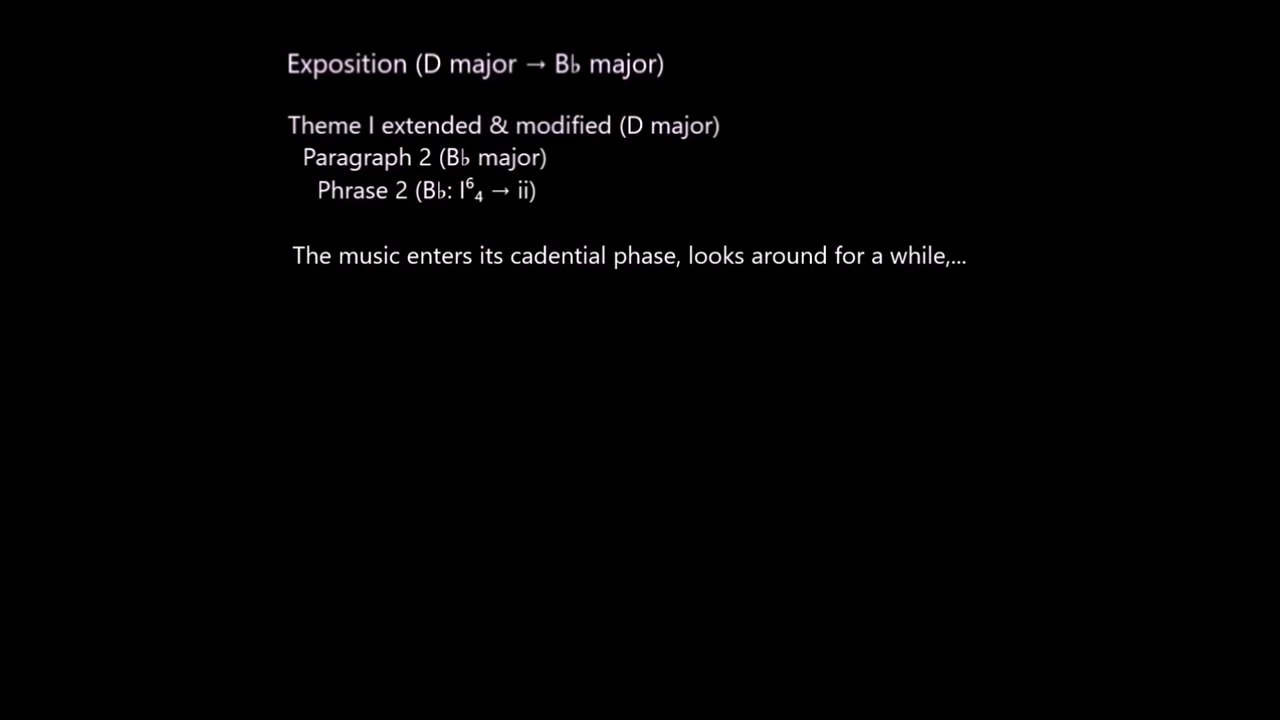 Exposition (D major → B♭ major)
Theme I extended & modified (D major)
Paragraph 2 (B♭ major)
Phrase 2 (B♭: I⁶₄ → ii)
The music enters its cadential phase, looks around for a while,...